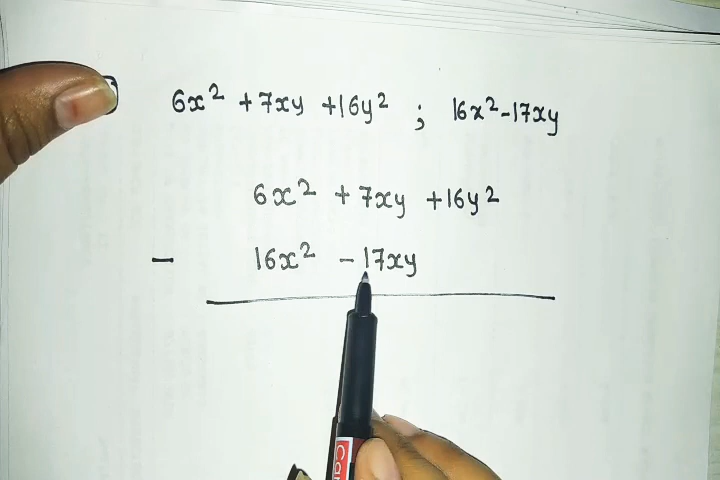 6x² + 7xy + 16y² ; 16x² - 17xy
6x² + 7xy + 16y²
- 16x² - 17xy